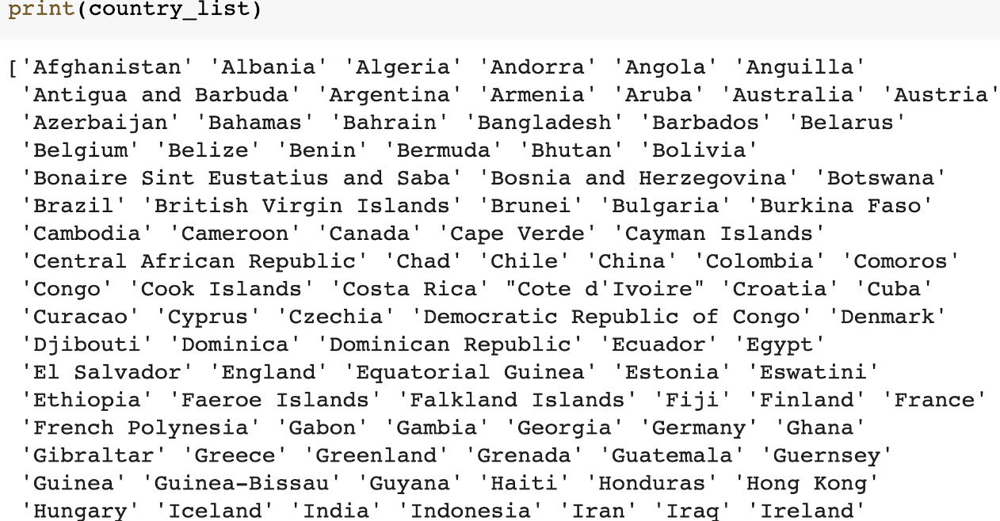 print(country_list)
['Afghanistan' 'Albania' 'Algeria' 'Andorra' 'Angola' 'Anguilla'
'Antigua and Barbuda' 'Argentina' 'Armenia' 'Aruba' 'Australia' 'Austria'
'Azerbaijan' 'Bahamas' 'Bahrain' 'Bangladesh' 'Barbados' 'Belarus'
'Belgium' 'Belize' 'Benin' 'Bermuda' 'Bhutan' 'Bolivia'
'Bonaire Sint Eustatius and Saba' 'Bosnia and Herzegovina' 'Botswana'
'Brazil' 'British Virgin Islands' 'Brunei' 'Bulgaria' 'Burkina Faso'
'Cambodia' 'Cameroon' 'Canada' 'Cape Verde' 'Cayman Islands'
'Central African Republic' 'Chad' 'Chile' 'China' 'Colombia' 'Comoros'
'Congo' 'Cook Islands' 'Costa Rica' "Cote d'Ivoire" 'Croatia' 'Cuba'
'Curacao' 'Cyprus' 'Czechia' 'Democratic Republic of Congo' 'Denmark'
'Djibouti' 'Dominica' 'Dominican Republic' 'Ecuador' 'Egypt'
'El Salvador' 'England' 'Equatorial Guinea' 'Estonia' 'Eswatini'
'Ethiopia' 'Faeroe Islands' 'Falkland Islands' 'Fiji' 'Finland' 'France'
'French Polynesia' 'Gabon' 'Gambia' 'Georgia' 'Germany' 'Ghana'
'Gibraltar' 'Greece' 'Greenland' 'Grenada' 'Guatemala' 'Guernsey'
'Guinea' 'Guinea-Bissau' 'Guyana' 'Haiti' 'Honduras' 'Hong Kong'
'Hungary' 'Iceland' 'India' 'Indonesia' 'Iran' 'Iraq' 'Ireland'